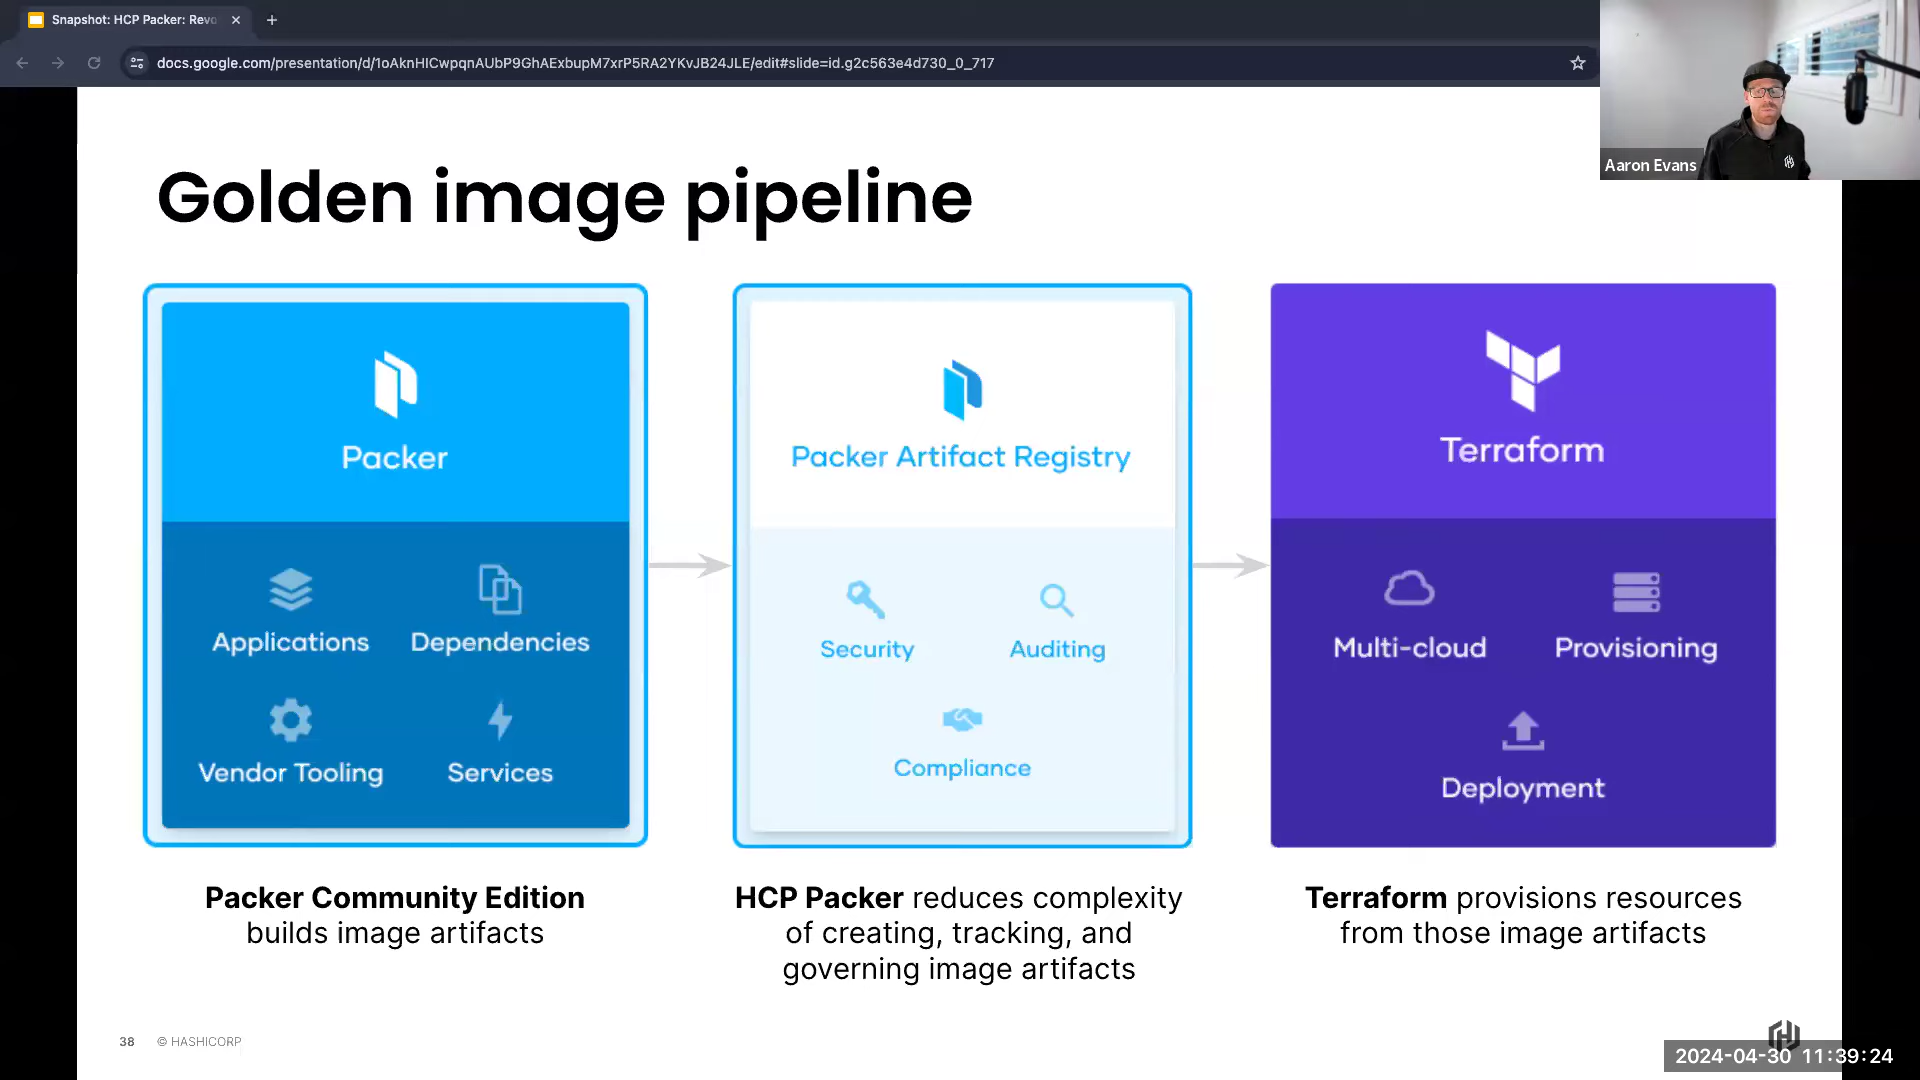 Snapshot: HCP Packer: Revo
docs.google.com/presentation/d/1oAknHlCwpqnAUbP9GhAExbupM7xrP5RA2YKvJB24JLE/edit#slide=id.g2c563e4d730_0_717
Aaron Evans
Golden image pipeline
Packer
Applications
Dependencies
Vendor Tooling
Services
Packer Community Edition
builds image artifacts
Packer Artifact Registry
Security
Auditing
Compliance
HCP Packer reduces complexity
of creating, tracking, and
governing image artifacts
Terraform
Multi-cloud
Provisioning
Deployment
Terraform provisions resources
from those image artifacts
38 © HASHICORP
2024-04-30 11:39:24